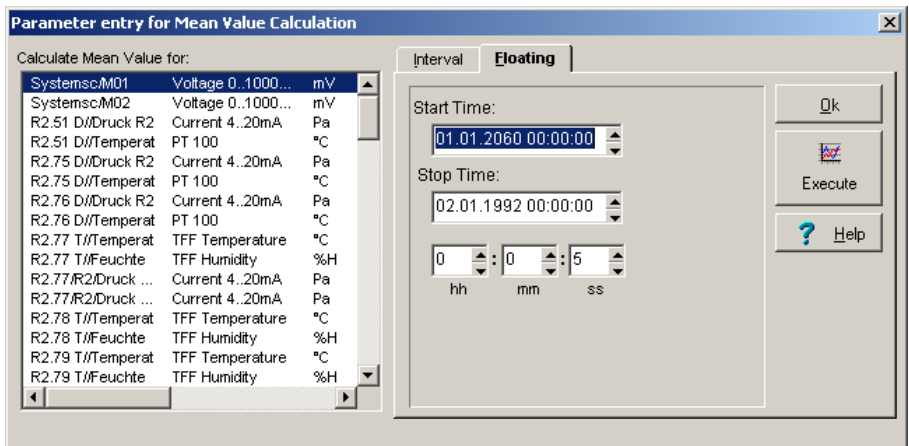 Parameter entry for Mean Value Calculation
Calculate Mean Value for:
Systemsc/M01 Voltage 0..1000... mV
Systemsc/M02 Voltage 0..1000... mV
R2.51 D//Druck R2 Current 4..20mA Pa
R2.51 D//Temperat PT 100 °C
R2.75 D//Druck R2 Current 4..20mA Pa
R2.75 D//Temperat PT 100 °C
R2.76 D//Druck R2 Current 4..20mA Pa
R2.76 D//Temperat PT 100 °C
R2.77 T//Temperat TFF Temperature °C
R2.77 T//Feuchte TFF Humidity %H
R2.77/R2/Druck ... Current 4..20mA Pa
R2.77/R2/Druck ... Current 4..20mA Pa
R2.78 T//Temperat TFF Temperature °C
R2.78 T//Feuchte TFF Humidity %H
R2.79 T//Temperat TFF Temperature °C
R2.79 T//Feuchte TFF Humidity %H
Interval Floating
Start Time:
01.01.2060 00:00:00
Stop Time:
02.01.1992 00:00:00
0 : 0 : 5
hh mm ss
Ok
Execute
? Help